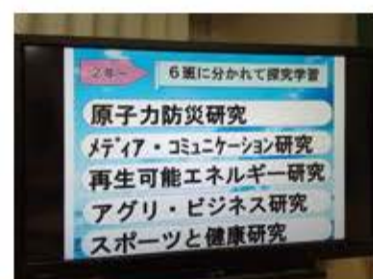 2年〜
6班に分かれて探究学習
原子力防災研究
メディア・コミュニケーション研究
再生可能エネルギー研究
アグリ・ビジネス研究
スポーツと健康研究